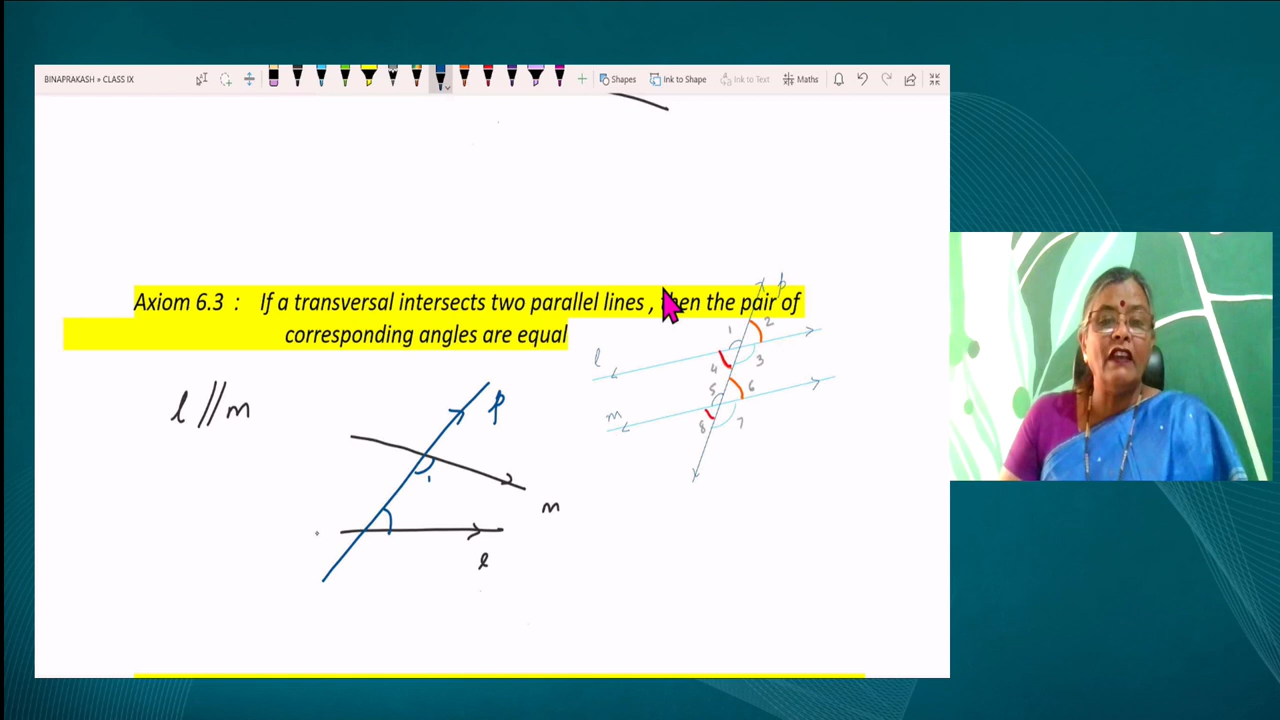 BINAPRAKASH » CLASS IX
Shapes
Ink to Shape
Ink to Text
Maths
Axiom 6.3 : If a transversal intersects two parallel lines , then the pair of
corresponding angles are equal
l // m
p
1
m
l
p
1 2
l
4 3
5 6
m
8 7